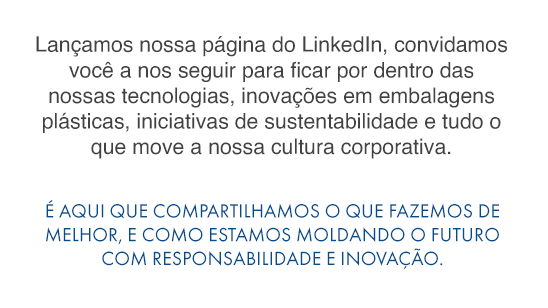 Lançamos nossa página do LinkedIn, convidamos
você a nos seguir para ficar por dentro das
nossas tecnologias, inovações em embalagens
plásticas, iniciativas de sustentabilidade e tudo o
que move a nossa cultura corporativa.
É AQUI QUE COMPARTILHAMOS O QUE FAZEMOS DE
MELHOR, E COMO ESTAMOS MOLDANDO O FUTURO
COM RESPONSABILIDADE E INOVAÇÃO.